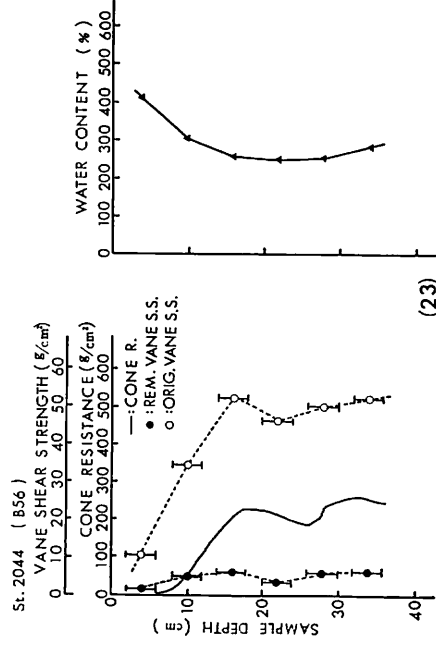 St. 2044 (B56)
VANE SHEAR STRENGTH (g/cm²)
0 10 20 30 40 50 60
CONE RESISTANCE (g/cm²)
0 100 200 300 400 500 600
— : CONE R.
● : REM. VANE S.S.
○ : ORIG. VANE S.S.
SAMPLE DEPTH (cm)
10
20
30
40
WATER CONTENT (%)
0 100 200 300 400 500 600
(23)